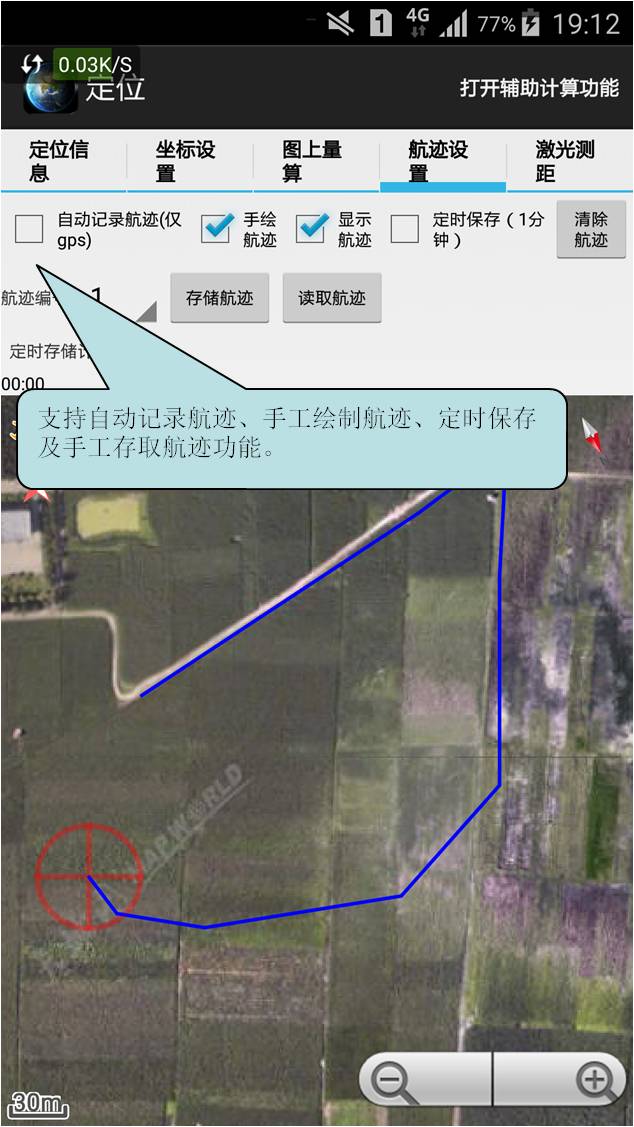 1 4G 77% 19:12
0.03K/S
定位 打开辅助计算功能
定位信
息
坐标设
置
图上量
算
航迹设
置
激光测
距
自动记录航迹(仅
gps)
手绘
航迹
显示
航迹
定时保存（1分
钟）
清除
航迹
航迹编 1 存储航迹 读取航迹
定时存储
00:00
支持自动记录航迹、手工绘制航迹、定时保存
及手工存取航迹功能。
AP WORLD
30m